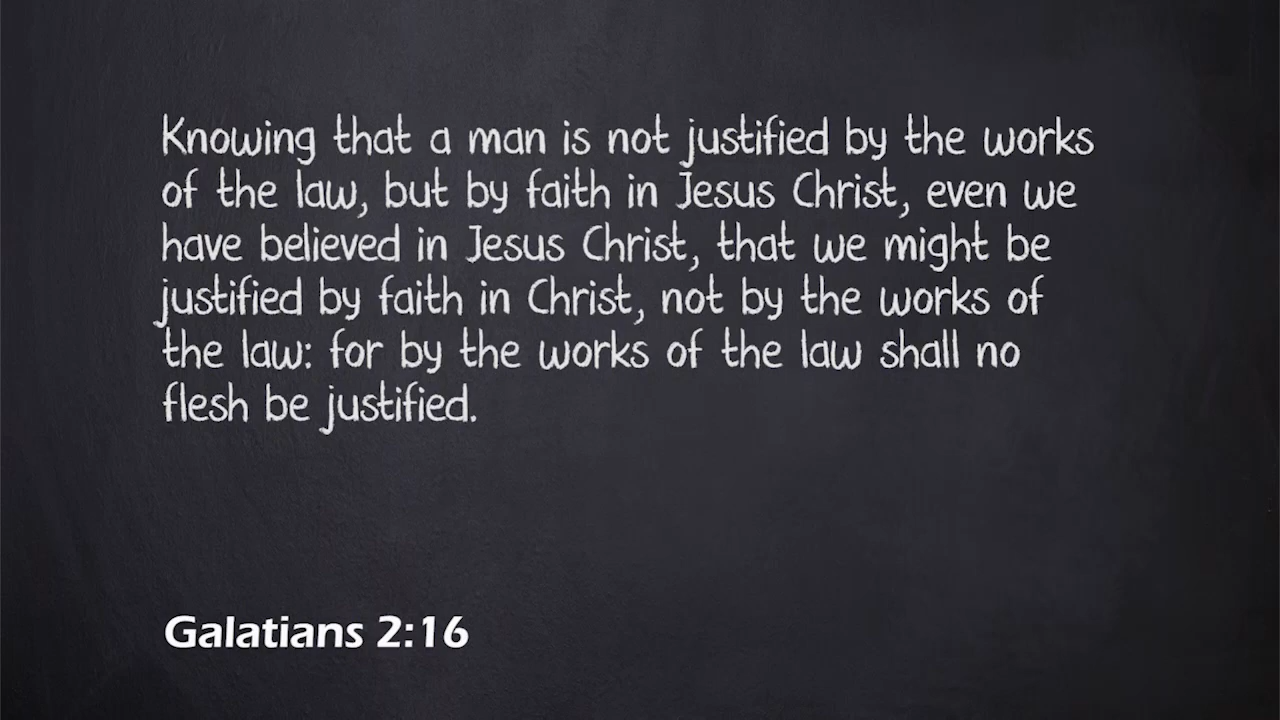 Knowing that a man is not justified by the works
of the law, but by faith in Jesus Christ, even we
have believed in Jesus Christ, that we might be
justified by faith in Christ, not by the works of
the law: for by the works of the law shall no
flesh be justified.
Galatians 2:16